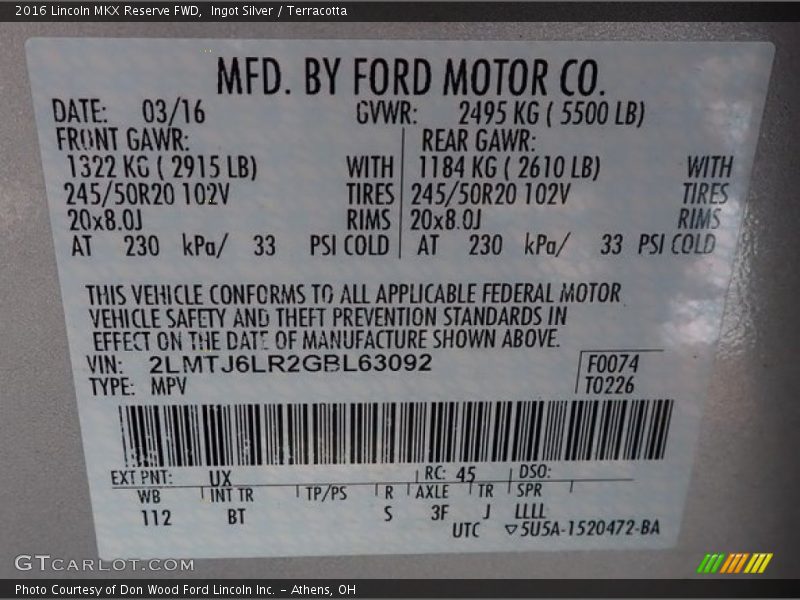 2016 Lincoln MKX Reserve FWD,  Ingot Silver / Terracotta
MFD. BY FORD MOTOR CO.
DATE: 03/16 GVWR: 2495 KG ( 5500 LB)
FRONT GAWR: REAR GAWR:
1322 KG ( 2915 LB) WITH 1184 KG ( 2610 LB) WITH
245/50R20 102V TIRES 245/50R20 102V TIRES
20x8.0J RIMS 20x8.0J RIMS
AT 230 kPa/ 33 PSI COLD AT 230 kPa/ 33 PSI COLD
THIS VEHICLE CONFORMS TO ALL APPLICABLE FEDERAL MOTOR
VEHICLE SAFETY AND THEFT PREVENTION STANDARDS IN
EFFECT ON THE DATE OF MANUFACTURE SHOWN ABOVE.
VIN: 2LMTJ6LR2GBL63092 F0074
TYPE: MPV T0226
EXT PNT: UX RC: 45 DSO:
WB INT TR TP/PS R AXLE TR SPR
112 BT S 3F J LLLL
UTC ▽5U5A-1520472-BA
GTCARLOT.COM
Photo Courtesy of Don Wood Ford Lincoln Inc. – Athens, OH